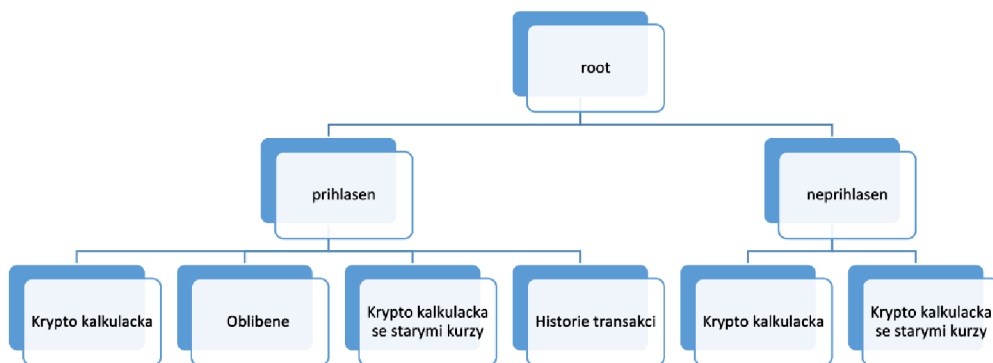 root
prihlasen
neprihlasen
Krypto kalkulacka
Oblibene
Krypto kalkulacka
se starymi kurzy
Historie transakci
Krypto kalkulacka
Krypto kalkulacka
se starymi kurzy